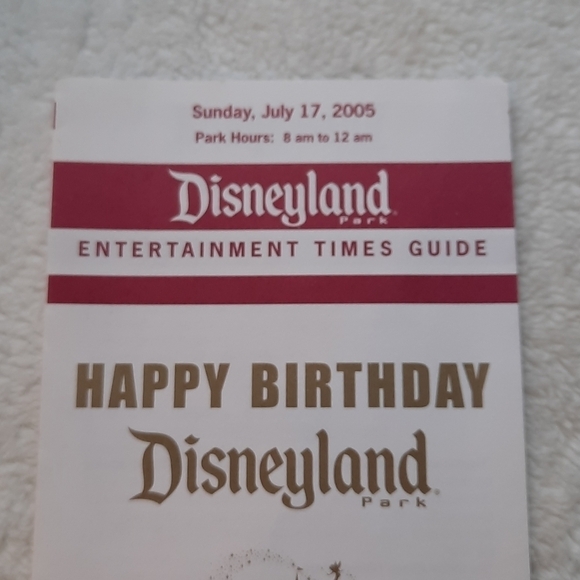 Sunday, July 17, 2005
Park Hours: 8 am to 12 am
Disneyland
Park
ENTERTAINMENT TIMES GUIDE
HAPPY BIRTHDAY
Disneyland
Park